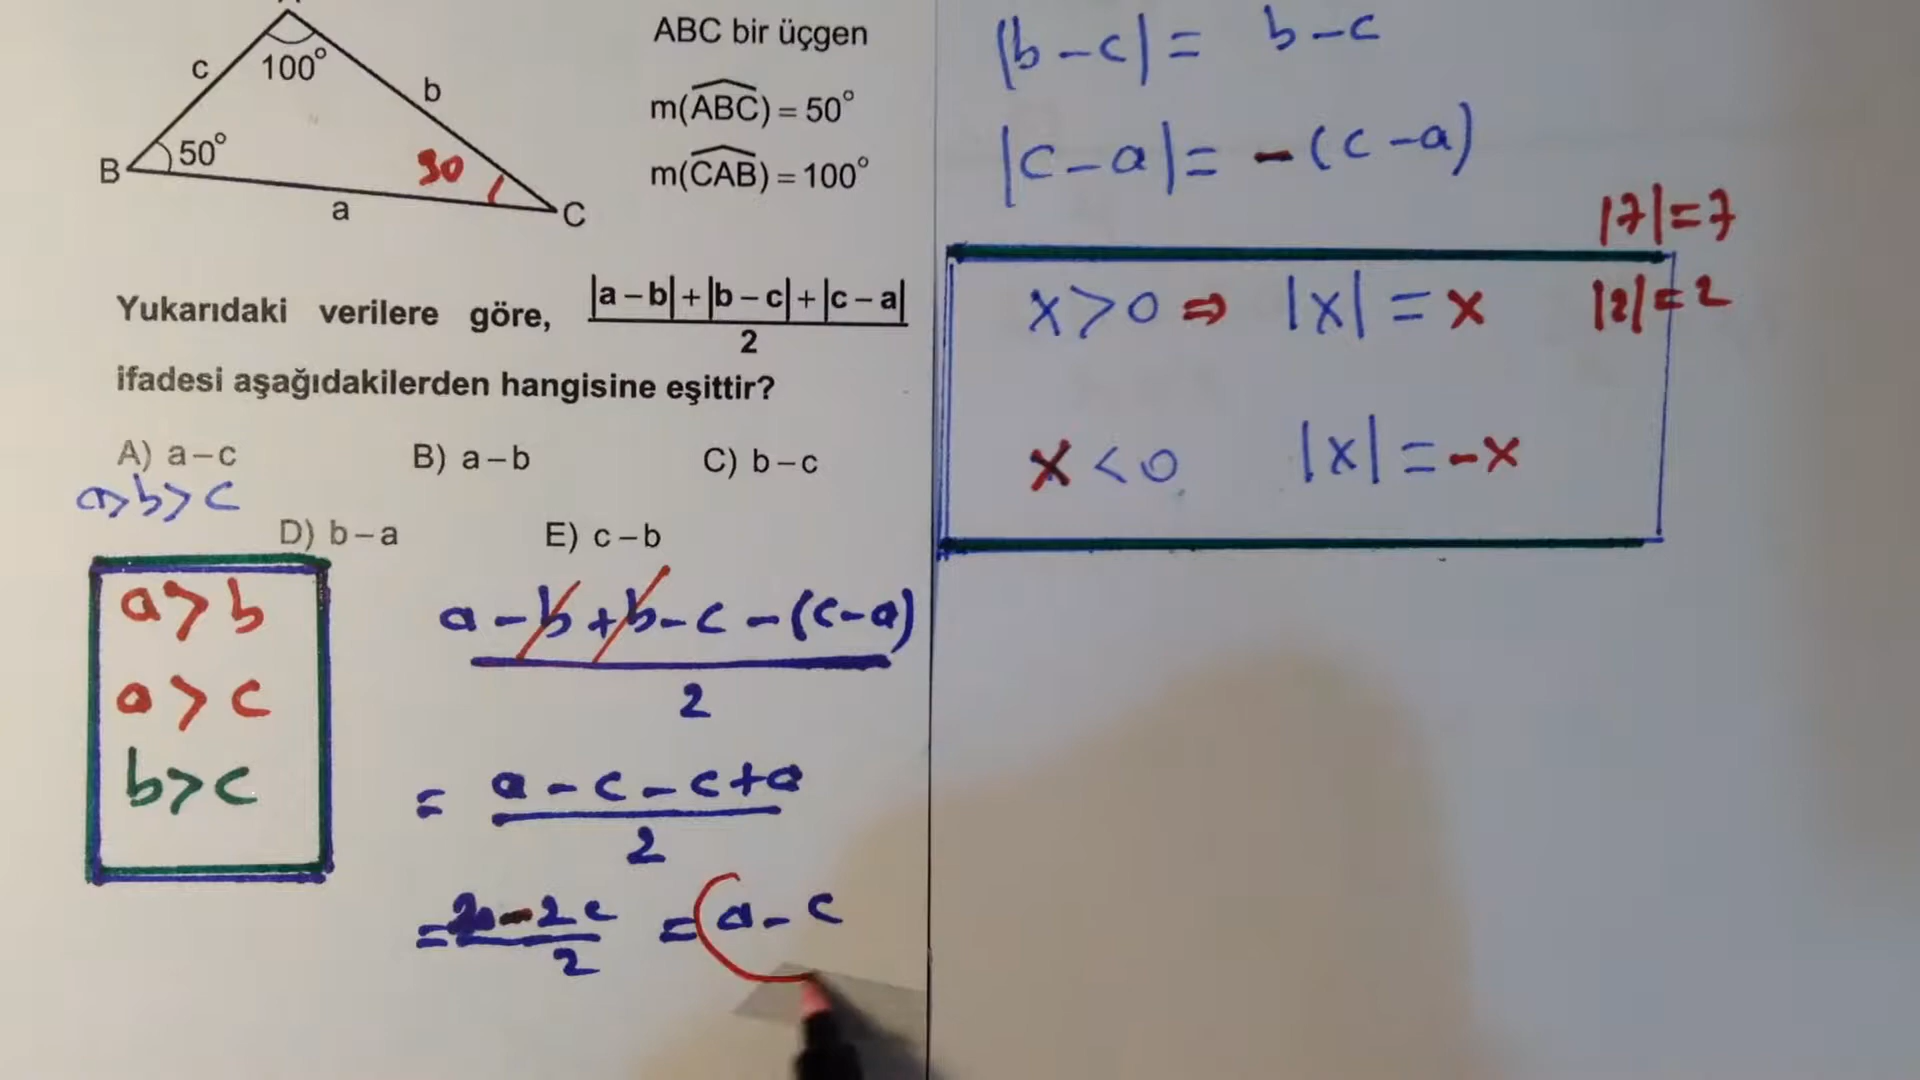 c
100°
b
B
50°
30
a
C
ABC bir üçgen
m(ABC) = 50°
m(CAB) = 100°
Yukarıdaki verilere göre, |a – b| + |b – c| + |c – a|
2
ifadesi aşağıdakilerden hangisine eşittir?
A) a – c
B) a – b
C) b – c
D) b – a
E) c – b
a > b > c
a > b
a > c
b > c
a – b + b – c – (c – a)
2
= a – c – c + a
2
= 2a – 2c
2
= a – c
|b – c| = b – c
|c – a| = – (c – a)
|7| = 7
|2| = 2
x > 0 ⇒ |x| = x
x < 0 |x| = –x